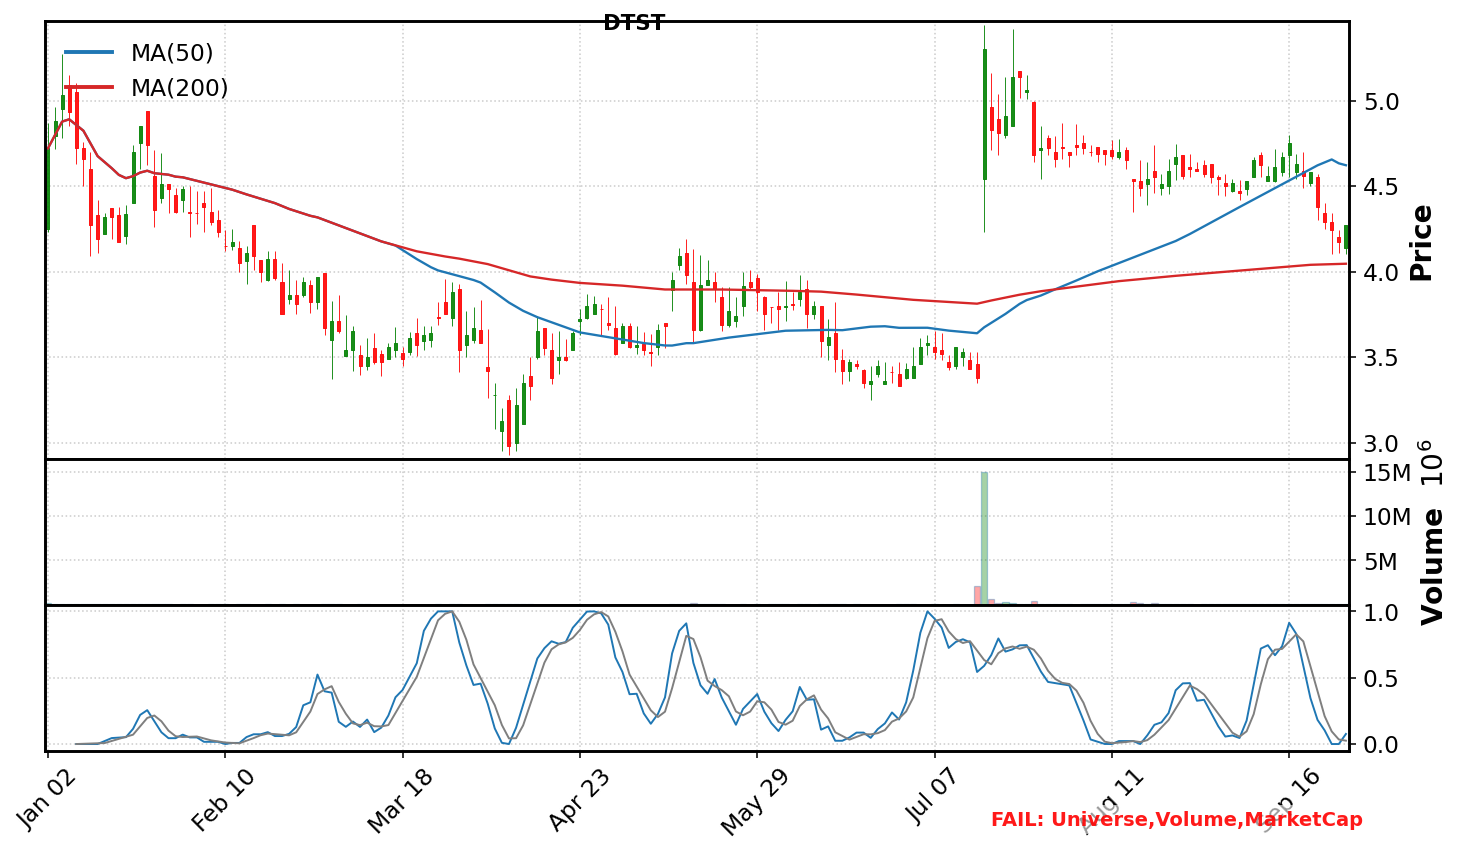 DTST
MA(50)
MA(200)
5.0
4.5
4.0
3.5
3.0
Price
15M
10M
5M
Volume 10^6
1.0
0.5
0.0
Jan 02
Feb 10
Mar 18
Apr 23
May 29
Jul 07
Aug 11
Sep 16
FAIL: Universe,Volume,MarketCap